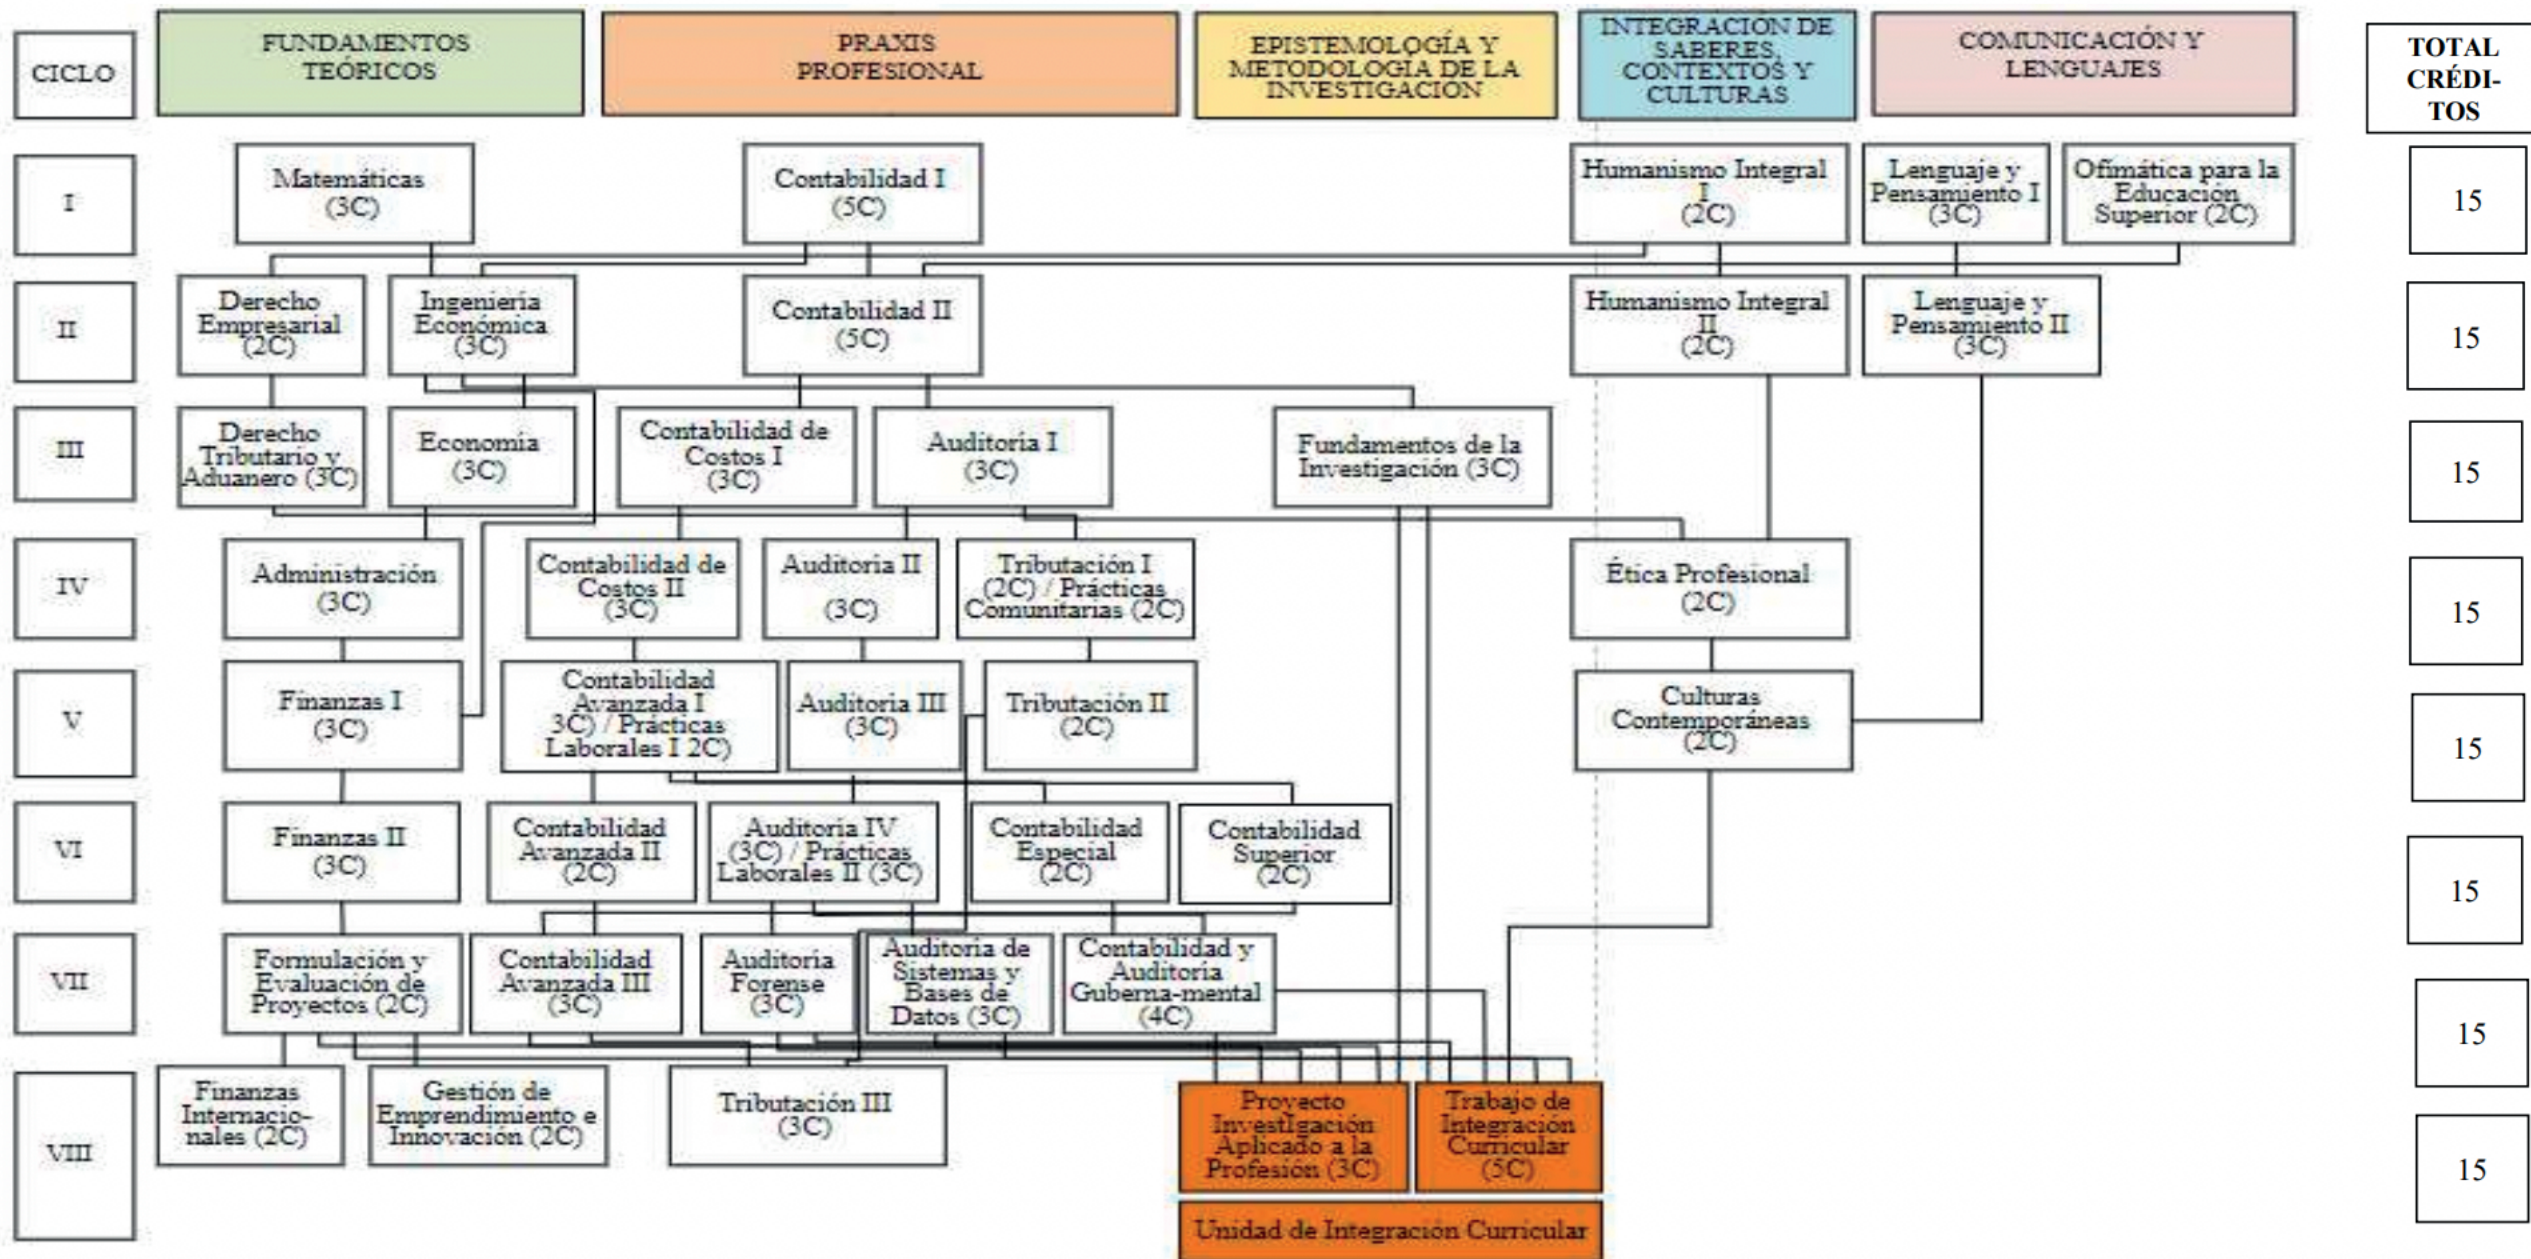 CICLO
FUNDAMENTOS
TEÓRICOS
PRAXIS
PROFESIONAL
EPISTEMOLOGÍA Y
METODOLOGÍA DE LA
INVESTIGACIÓN
INTEGRACIÓN DE
SABERES,
CONTEXTOS Y
CULTURAS
COMUNICACIÓN Y
LENGUAJES
TOTAL
CRÉDI-
TOS
I
Matemáticas
(3C)
Contabilidad I
(5C)
Humanismo Integral
I
(2C)
Lenguaje y
Pensamiento I
(3C)
Ofimática para la
Educación
Superior (2C)
15
II
Derecho
Empresarial
(2C)
Ingeniería
Económica
(3C)
Contabilidad II
(5C)
Humanismo Integral
II
(2C)
Lenguaje y
Pensamiento II
(3C)
15
III
Derecho
Tributario y
Aduanero (3C)
Economía
(3C)
Contabilidad de
Costos I
(3C)
Auditoría I
(3C)
Fundamentos de la
Investigación (3C)
15
IV
Administración
(3C)
Contabilidad de
Costos II
(3C)
Auditoria II
(3C)
Tributación I
(2C) / Prácticas
Comunitarias (2C)
Ética Profesional
(2C)
15
V
Finanzas I
(3C)
Contabilidad
Avanzada I
3C) / Prácticas
Laborales I 2C)
Auditoria III
(3C)
Tributación II
(2C)
Culturas
Contemporáneas
(2C)
15
VI
Finanzas II
(3C)
Contabilidad
Avanzada II
(2C)
Auditoría IV
(3C) / Prácticas
Laborales II (3C)
Contabilidad
Especial
(2C)
Contabilidad
Superior
(2C)
15
VII
Formulación y
Evaluación de
Proyectos (2C)
Contabilidad
Avanzada III
(3C)
Auditoría
Forense
(3C)
Auditoria de
Sistemas y
Bases de
Datos (3C)
Contabilidad y
Auditoría
Guberna-mental
(4C)
15
VIII
Finanzas
Internacio-
nales (2C)
Gestión de
Emprendimiento e
Innovación (2C)
Tributación III
(3C)
Proyecto
InvestIgación
Aplicado a la
Profesión (3C)
Trabajo de
Integración
Curricular
(5C)
15
Unidad de Integración Curricular